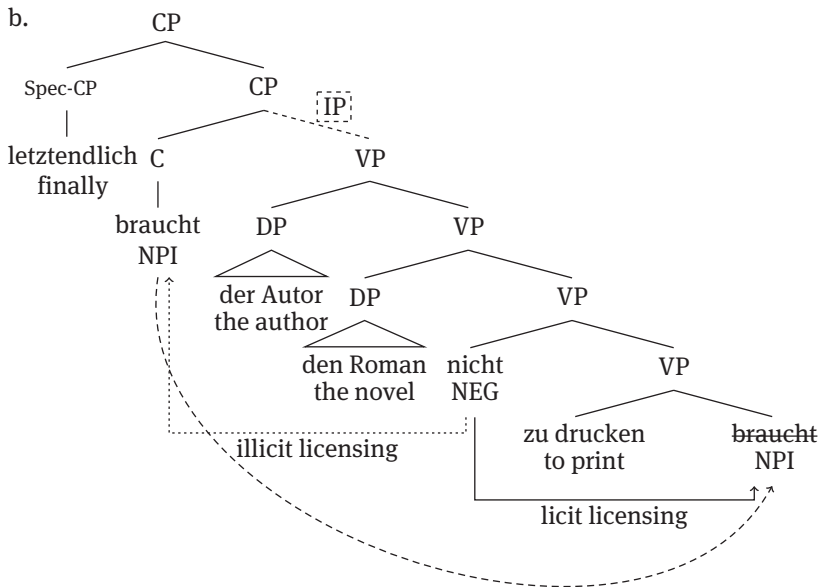 b.
CP
Spec-CP CP
IP
letztendlich C VP
finally
braucht DP VP
NPI
der Autor DP VP
the author
den Roman nicht VP
the novel NEG
zu drucken braucht
illicit licensing to print NPI
licit licensing